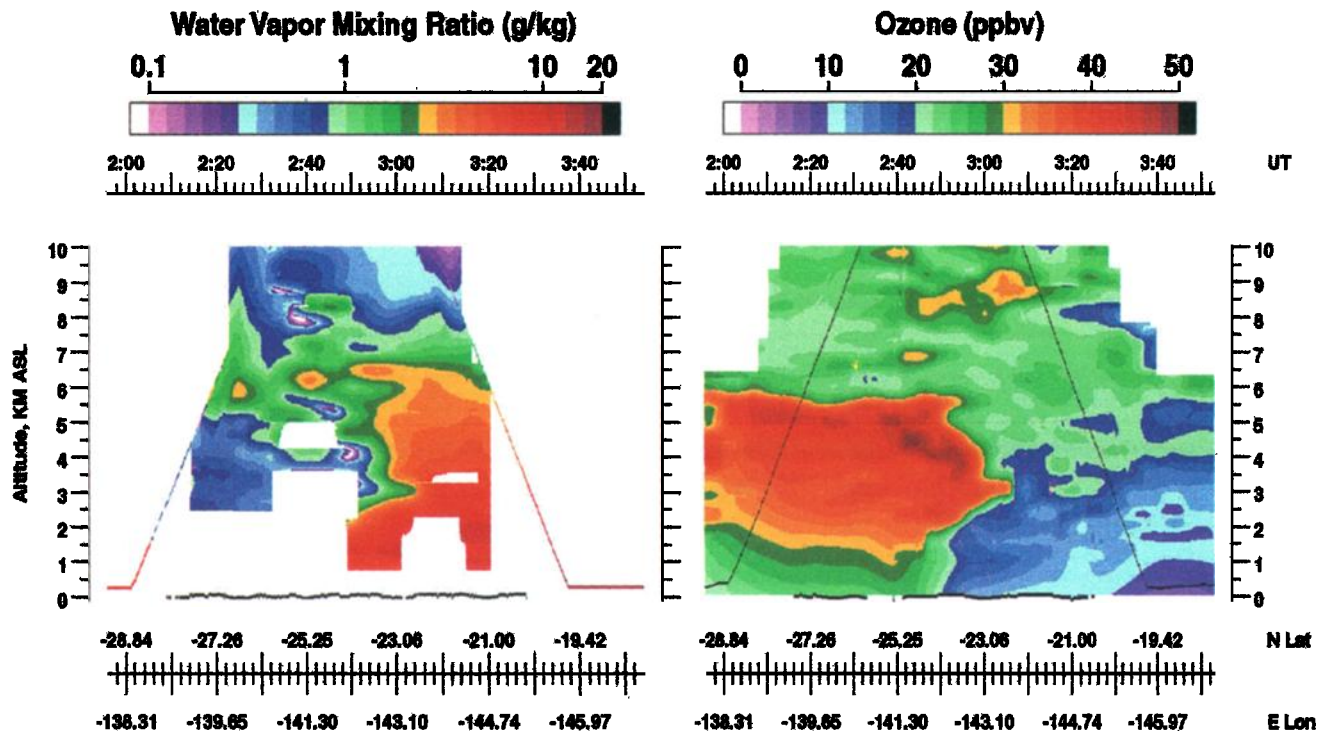 Water Vapor Mixing Ratio (g/kg)
Ozone (ppbv)
0.1 1 10 20
0 10 20 30 40 50
2:00 2:20 2:40 3:00 3:20 3:40
2:00 2:20 2:40 3:00 3:20 3:40 UT
Altitude, KM ASL
10
9
8
7
6
5
4
3
2
1
0
10
9
8
7
6
5
4
3
2
1
0
-28.84 -27.26 -25.25 -23.06 -21.00 -19.42
-28.84 -27.26 -25.25 -23.06 -21.00 -19.42 N Lat
-138.31 -139.65 -141.30 -143.10 -144.74 -145.97
-138.31 -139.65 -141.30 -143.10 -144.74 -145.97 E Lon